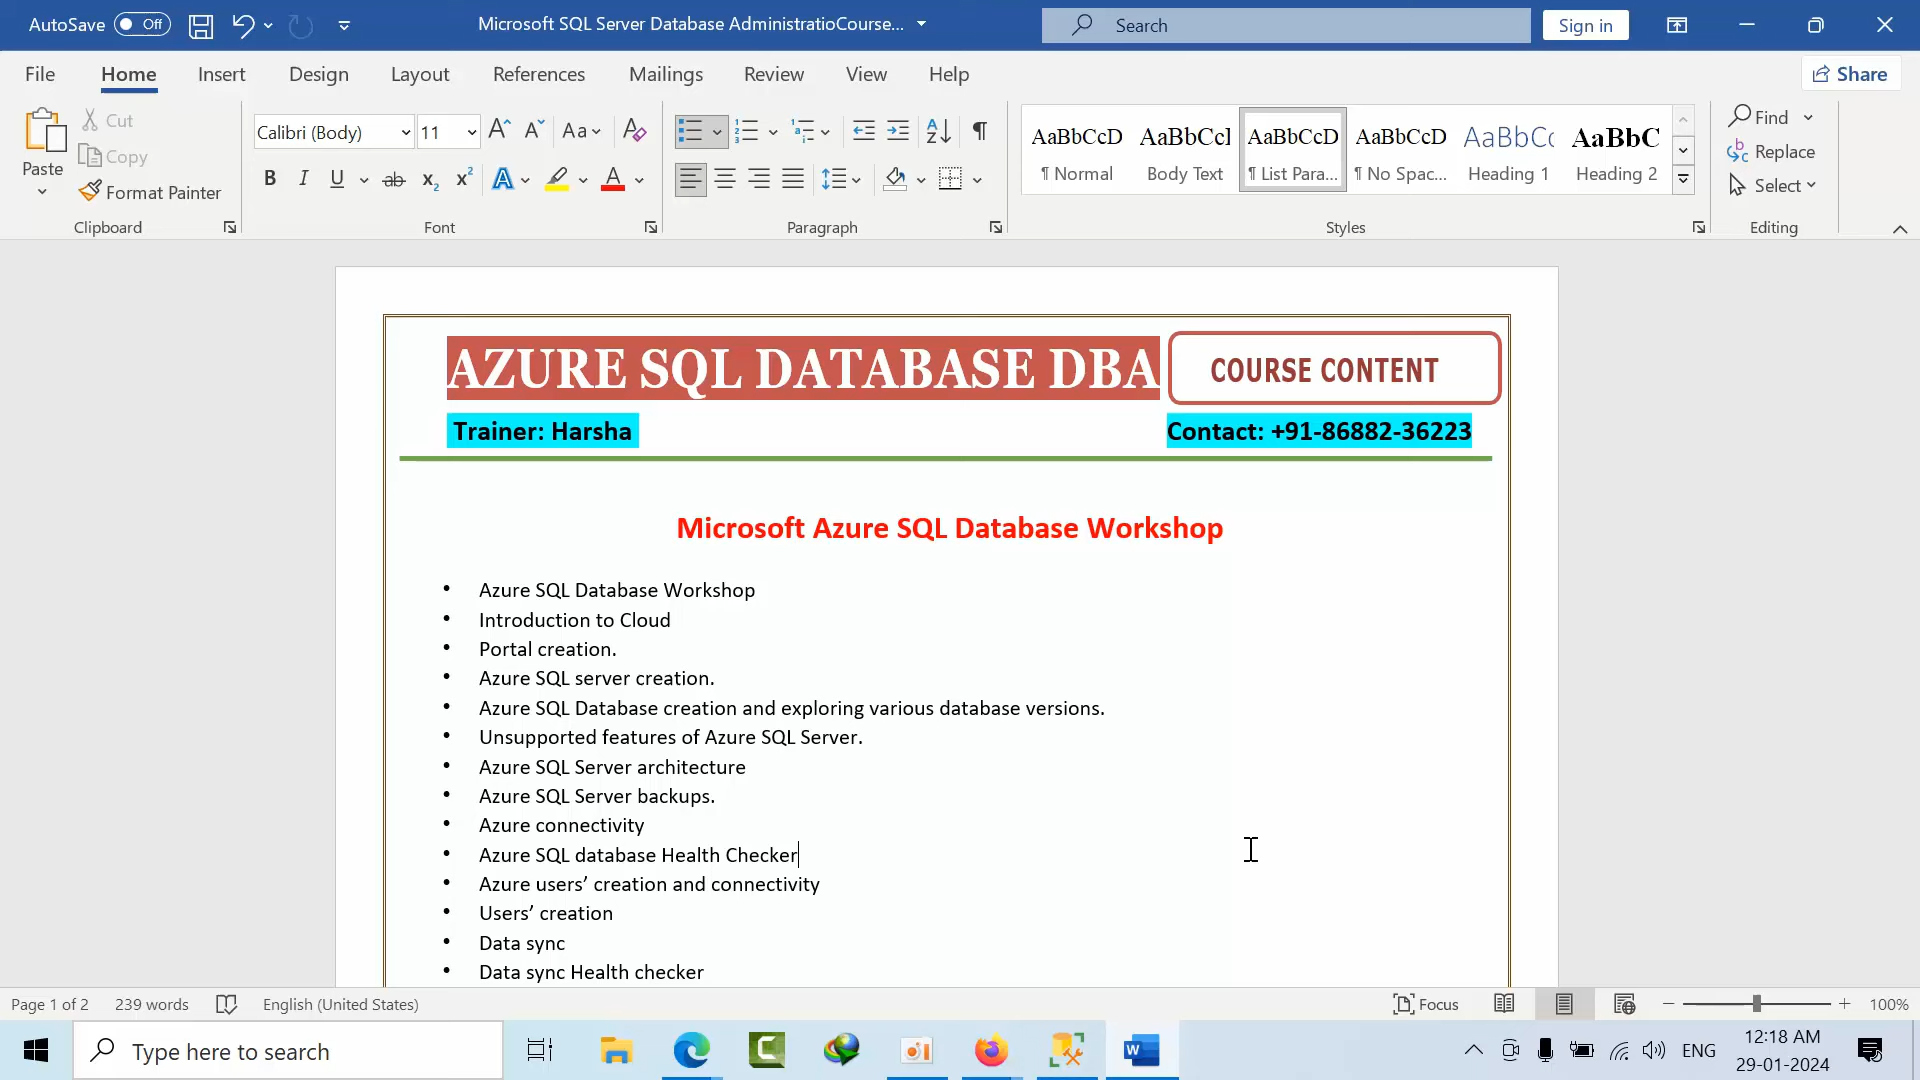 AutoSave Off Microsoft SQL Server Database AdministratioCourse... Search Sign in
File Home Insert Design Layout References Mailings Review View Help Share
Paste Cut Copy Format Painter Clipboard
Calibri (Body) 11 Aa B I U ab x₂ x² A A Font
Paragraph
AaBbCcD AaBbCcI AaBbCcD AaBbCcD AaBbCc AaBbC
¶ Normal Body Text ¶ List Para... ¶ No Spac... Heading 1 Heading 2
Styles
Find
Replace
Select
Editing
AZURE SQL DATABASE DBA COURSE CONTENT
Trainer: Harsha Contact: +91-86882-36223
Microsoft Azure SQL Database Workshop
• Azure SQL Database Workshop
• Introduction to Cloud
• Portal creation.
• Azure SQL server creation.
• Azure SQL Database creation and exploring various database versions.
• Unsupported features of Azure SQL Server.
• Azure SQL Server architecture
• Azure SQL Server backups.
• Azure connectivity
• Azure SQL database Health Checker
• Azure users’ creation and connectivity
• Users’ creation
• Data sync
• Data sync Health checker
Page 1 of 2 239 words English (United States) Focus 100%
Type here to search ENG 12:18 AM
29-01-2024